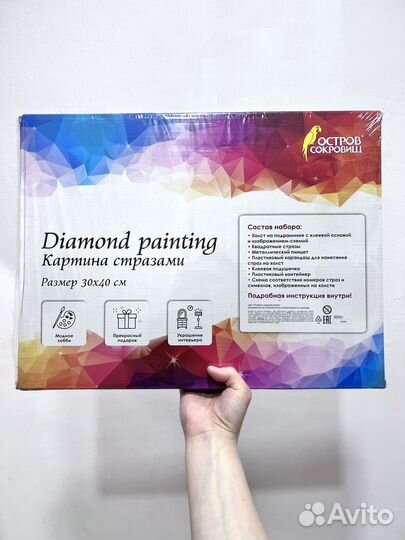 ОСТРОВ
СОКРОВИЩ
Diamond painting
Картина стразами
Размер 30х40 см
Модное
хобби
Прекрасный
подарок
Украшение
интерьера
Состав набора:
• Холст на подрамнике с клеевой основой
и изображением-схемой
• Квадратные стразы
• Металлический пинцет
• Пластиковый карандаш для нанесения
страз на холст
• Клеевая подушечка
• Пластиковый контейнер
• Схема соответствия номеров страз и
символов, изображенных на холсте
Подробная инструкция внутри!
EAC
Avito